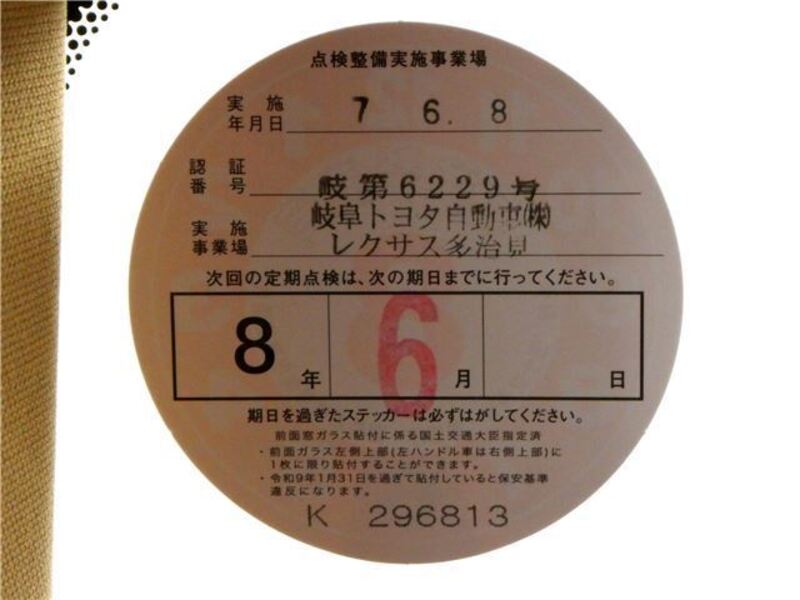 点検整備実施事業場
実施年月日 7 6. 8
認証番号 岐第6229号
岐阜トヨタ自動車㈱
実施事業場 レクサス多治見
次回の定期点検は、次の期日までに行ってください。
8年 6月 日
期日を過ぎたステッカーは必ずはがしてください。
前面窓ガラス貼付に係る国土交通大臣指定済
・前面ガラス左側上部(左ハンドル車は右側上部)に
1枚に限り貼付することができます。
・令和9年1月31日を過ぎて貼付していると保安基準
違反になります。
K 296813